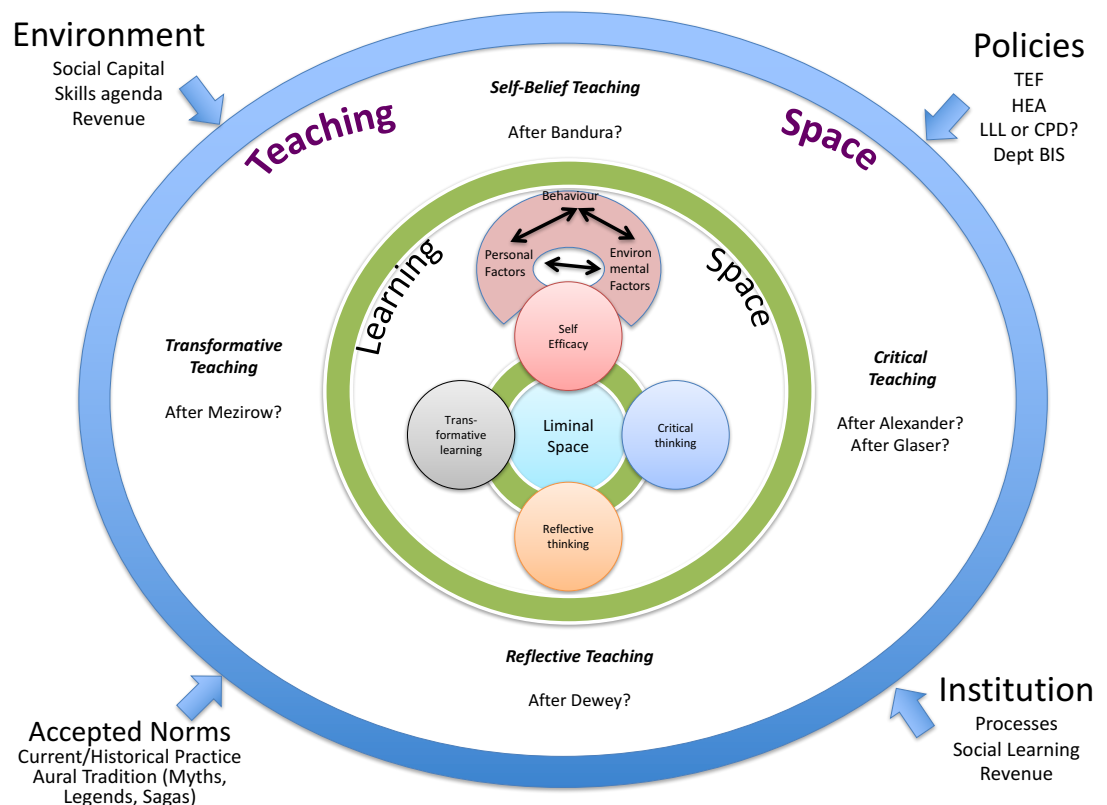 Environment
Social Capital
Skills agenda
Revenue
Policies
TEF
HEA
LLL or CPD?
Dept BIS
Teaching
Space
Self-Belief Teaching
After Bandura?
Learning
Space
Behaviour
Personal
Factors
Environ
mental
Factors
Self
Efficacy
Transformative
Teaching
After Mezirow?
Critical
Teaching
After Alexander?
After Glaser?
Trans-
formative
learning
Liminal
Space
Critical
thinking
Reflective
thinking
Reflective Teaching
After Dewey?
Accepted Norms
Current/Historical Practice
Aural Tradition (Myths,
Legends, Sagas)
Institution
Processes
Social Learning
Revenue